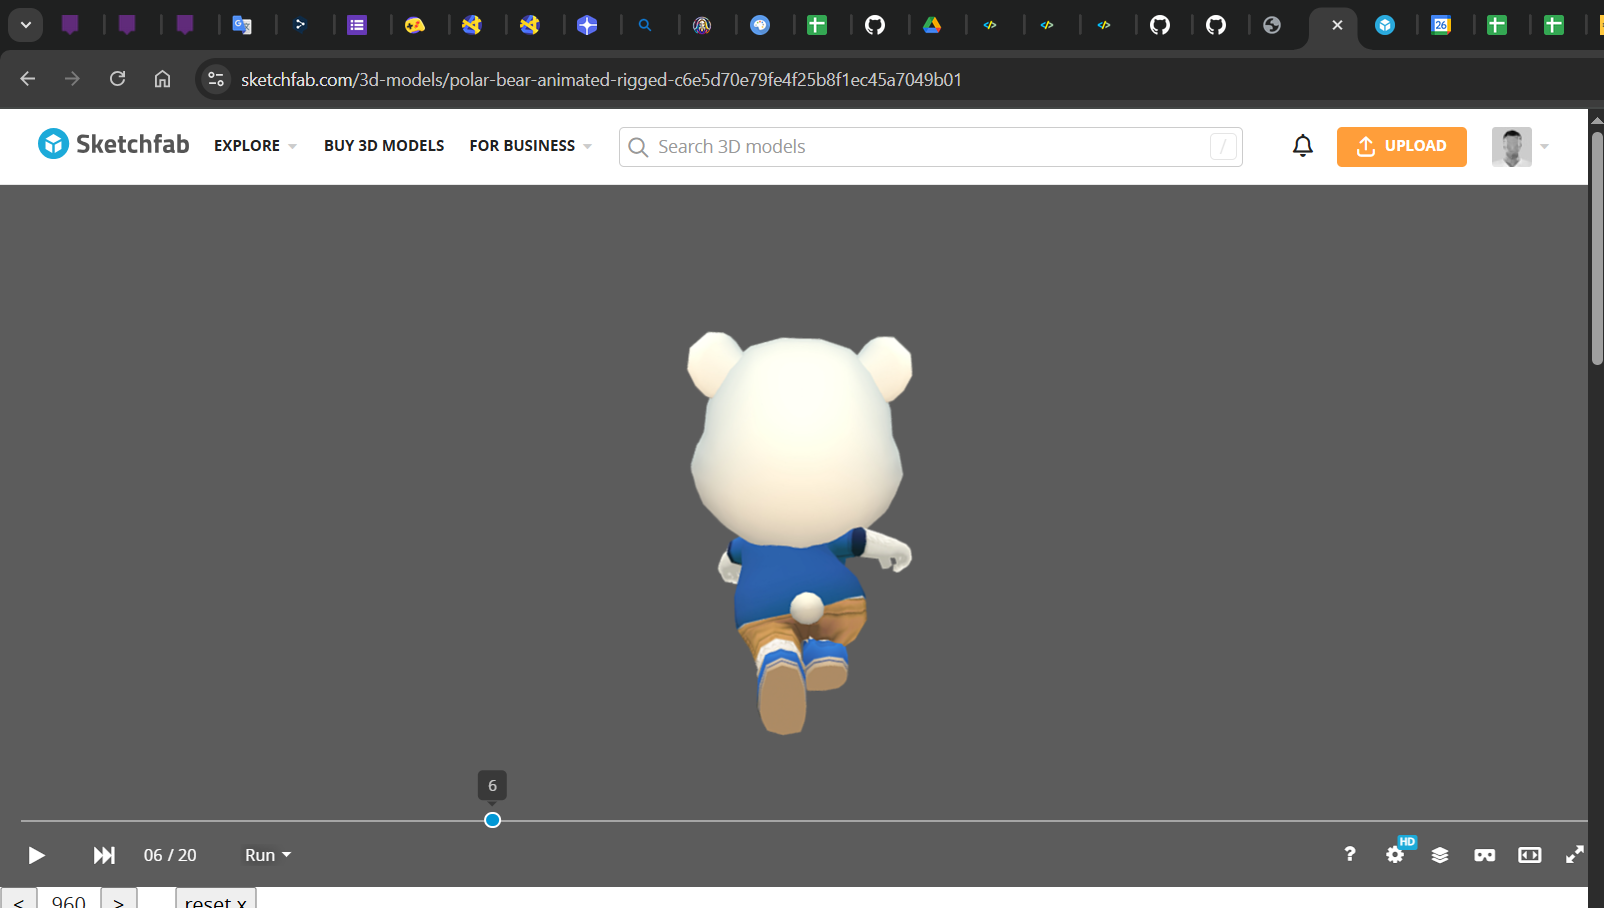 26
sketchfab.com/3d-models/polar-bear-animated-rigged-c6e5d70e79fe4f25b8f1ec45a7049b01
Sketchfab
EXPLORE
BUY 3D MODELS
FOR BUSINESS
Search 3D models
/
UPLOAD
6
06 / 20
Run
?
HD
< 960 > reset x